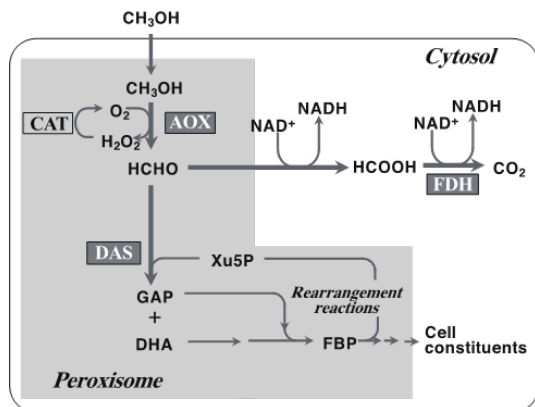 CH₃OH
Cytosol
CH₃OH
O₂
CAT
AOX
H₂O₂
NAD⁺
NADH
NAD⁺
NADH
HCHO
HCOOH
CO₂
FDH
DAS
Xu5P
GAP
Rearrangement
reactions
+
DHA
FBP
Cell
constituents
Peroxisome